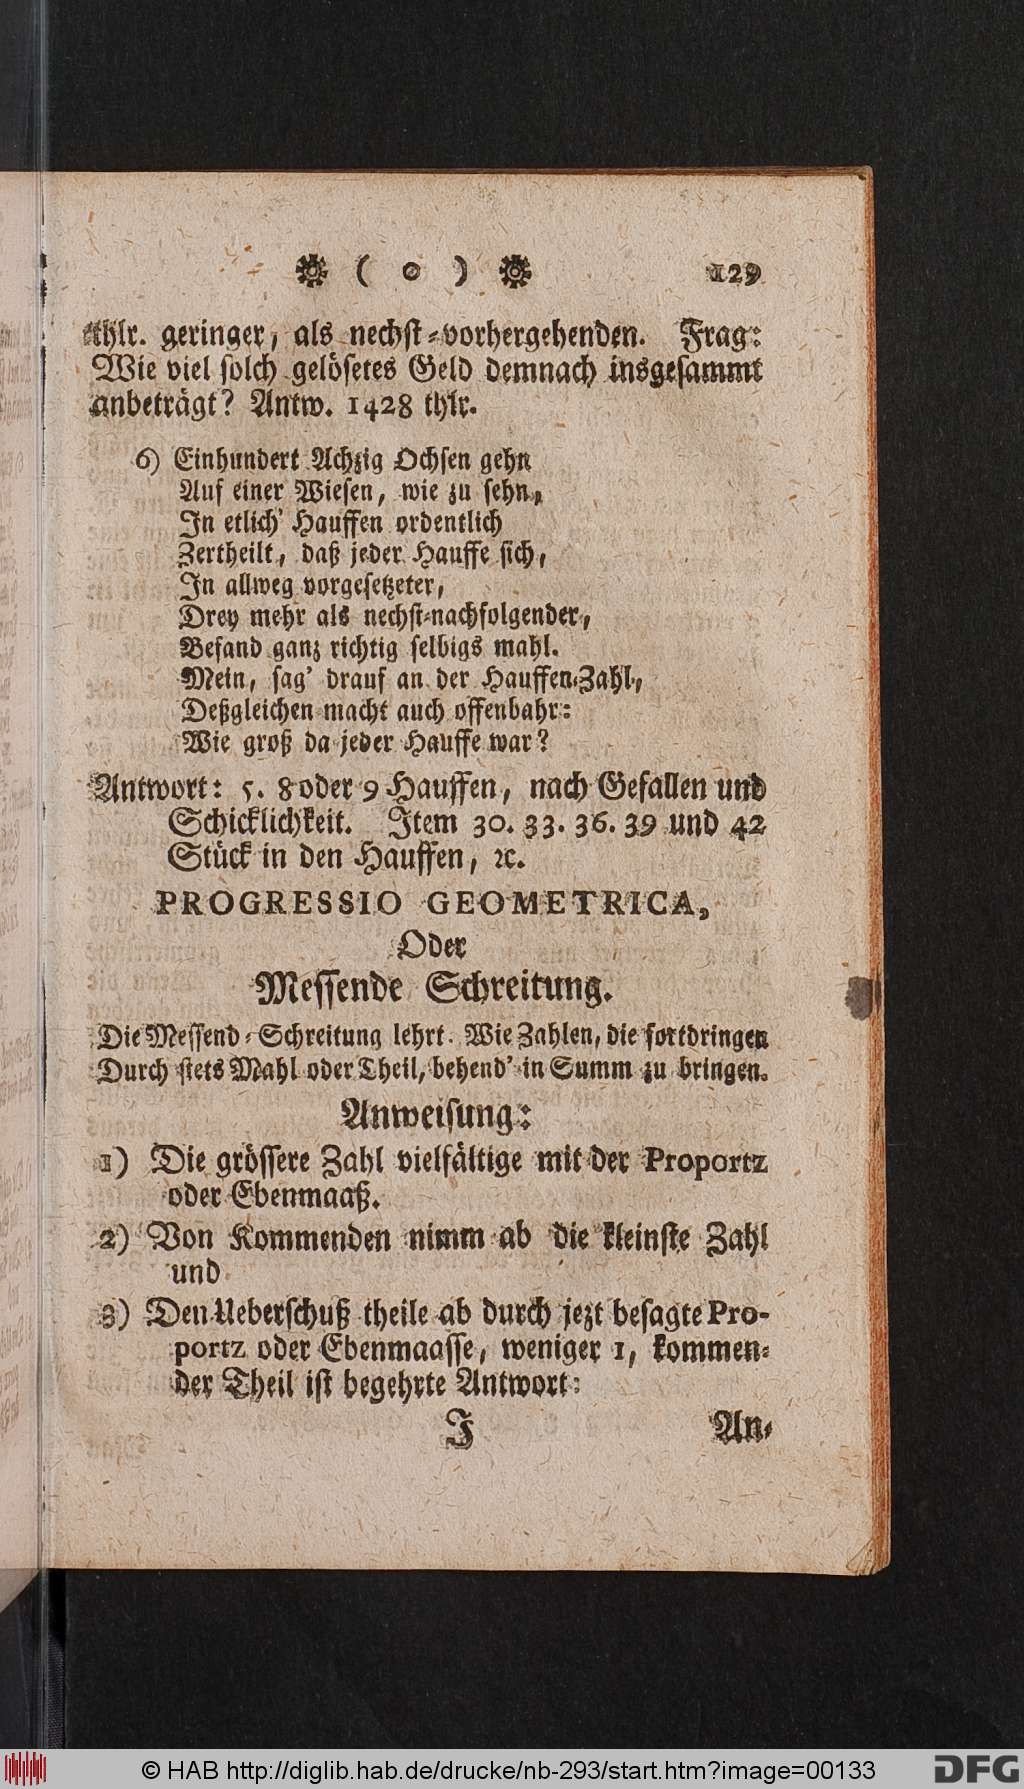 ( o ) 129
thlr. geringer, als nechst-vorhergehenden. Frag:
Wie viel solch gelösetes Geld demnach insgesammt
anbeträgt? Antw. 1428 thlr.
6) Einhundert Achzig Ochsen gehn
Auf einer Wiesen, wie zu sehn,
In etlich' Hauffen ordentlich
Zertheilt, daß jeder Hauffe sich,
In allweg vorgesetzeter,
Drey mehr als nechst-nachfolgender,
Befand ganz richtig selbigs mahl.
Mein, sag' drauf an der Hauffen-Zahl,
Deßgleichen macht auch offenbahr:
Wie groß da jeder Hauffe war?
Antwort: 5. 8 oder 9 Hauffen, nach Gefallen und
Schicklichkeit. Item 30. 33. 36. 39 und 42
Stück in den Hauffen, ꝛc.
PROGRESSIO GEOMETRICA,
Oder
Messende Schreitung.
Die Messend-Schreitung lehrt. Wie Zahlen, die fortdringen
Durch stets Mahl oder Theil, behend' in Summ zu bringen.
Anweisung:
1) Die grössere Zahl vielfältige mit der Proportz
oder Ebenmaaß.
2) Von Kommenden nimm ab die kleinste Zahl
und
3) Den Ueberschuß theile ab durch jezt besagte Pro-
portz oder Ebenmaasse, weniger 1, kommen-
der Theil ist begehrte Antwort:
J An-
© HAB http://diglib.hab.de/drucke/nb-293/start.htm?image=00133 DFG